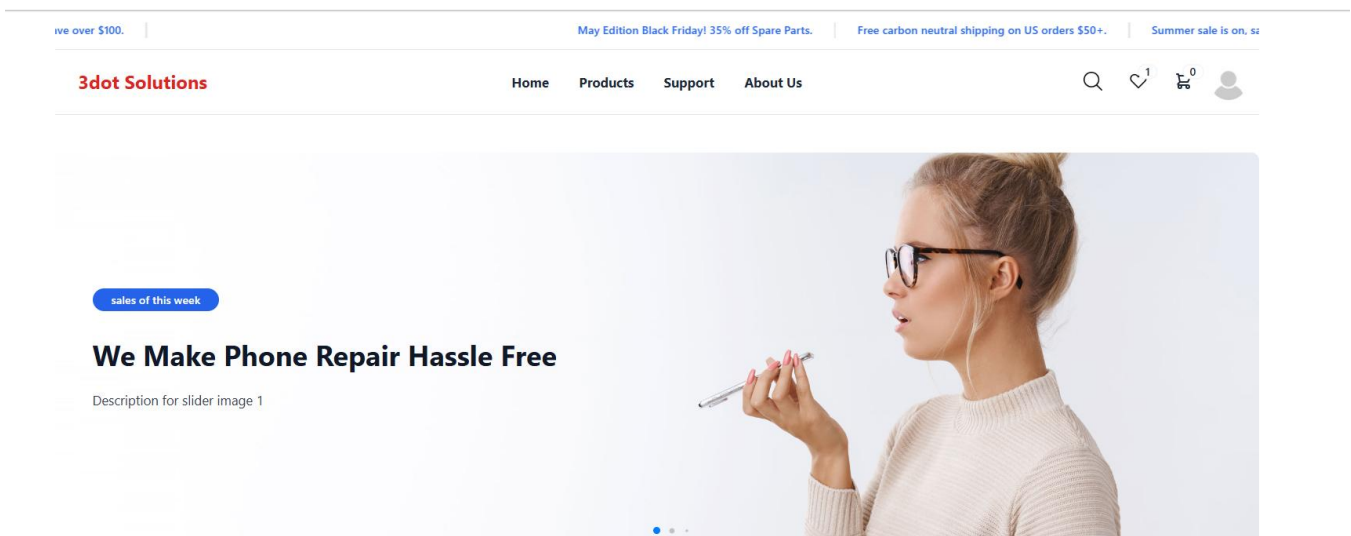 over $100.
May Edition Black Friday! 35% off Spare Parts.
Free carbon neutral shipping on US orders $50+.
Summer sale is on,
3dot Solutions
Home
Products
Support
About Us
1
0
sales of this week
We Make Phone Repair Hassle Free
Description for slider image 1